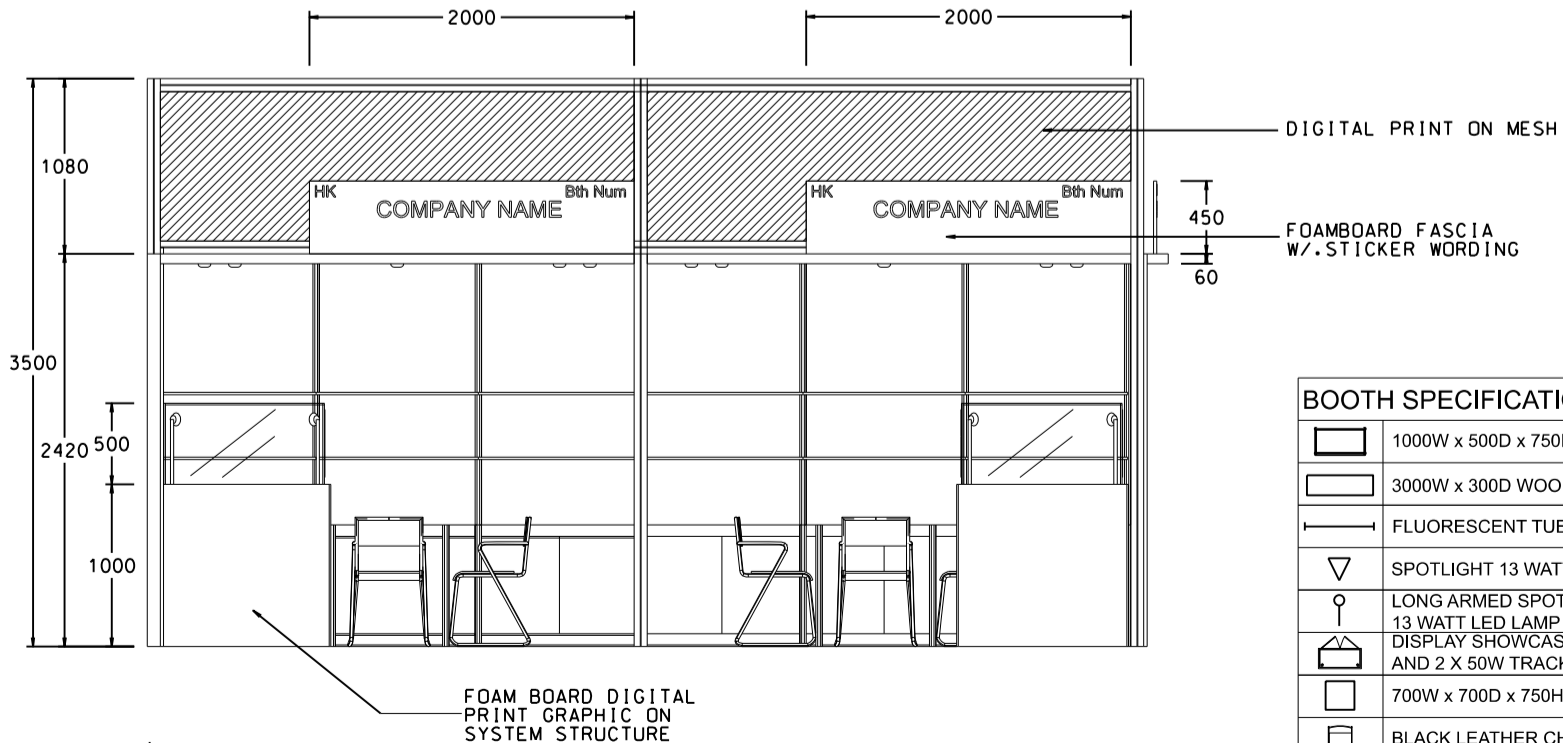 2000
2000
DIGITAL PRINT ON MESH
1080
HK
Bth Num
COMPANY NAME
HK
Bth Num
COMPANY NAME
450
FOAMBOARD FASCIA
W/.STICKER WORDING
60
3500
2420
500
1000
FOAM BOARD DIGITAL
PRINT GRAPHIC ON
SYSTEM STRUCTURE
BOOTH SPECIFICATI
1000W x 500D x 750
3000W x 300D WOO
FLUORESCENT TUB
SPOTLIGHT 13 WAT
LONG ARMED SPOT
13 WATT LED LAMP
DISPLAY SHOWCAS
AND 2 X 50W TRACK
700W x 700D x 750H
BLACK LEATHER CH